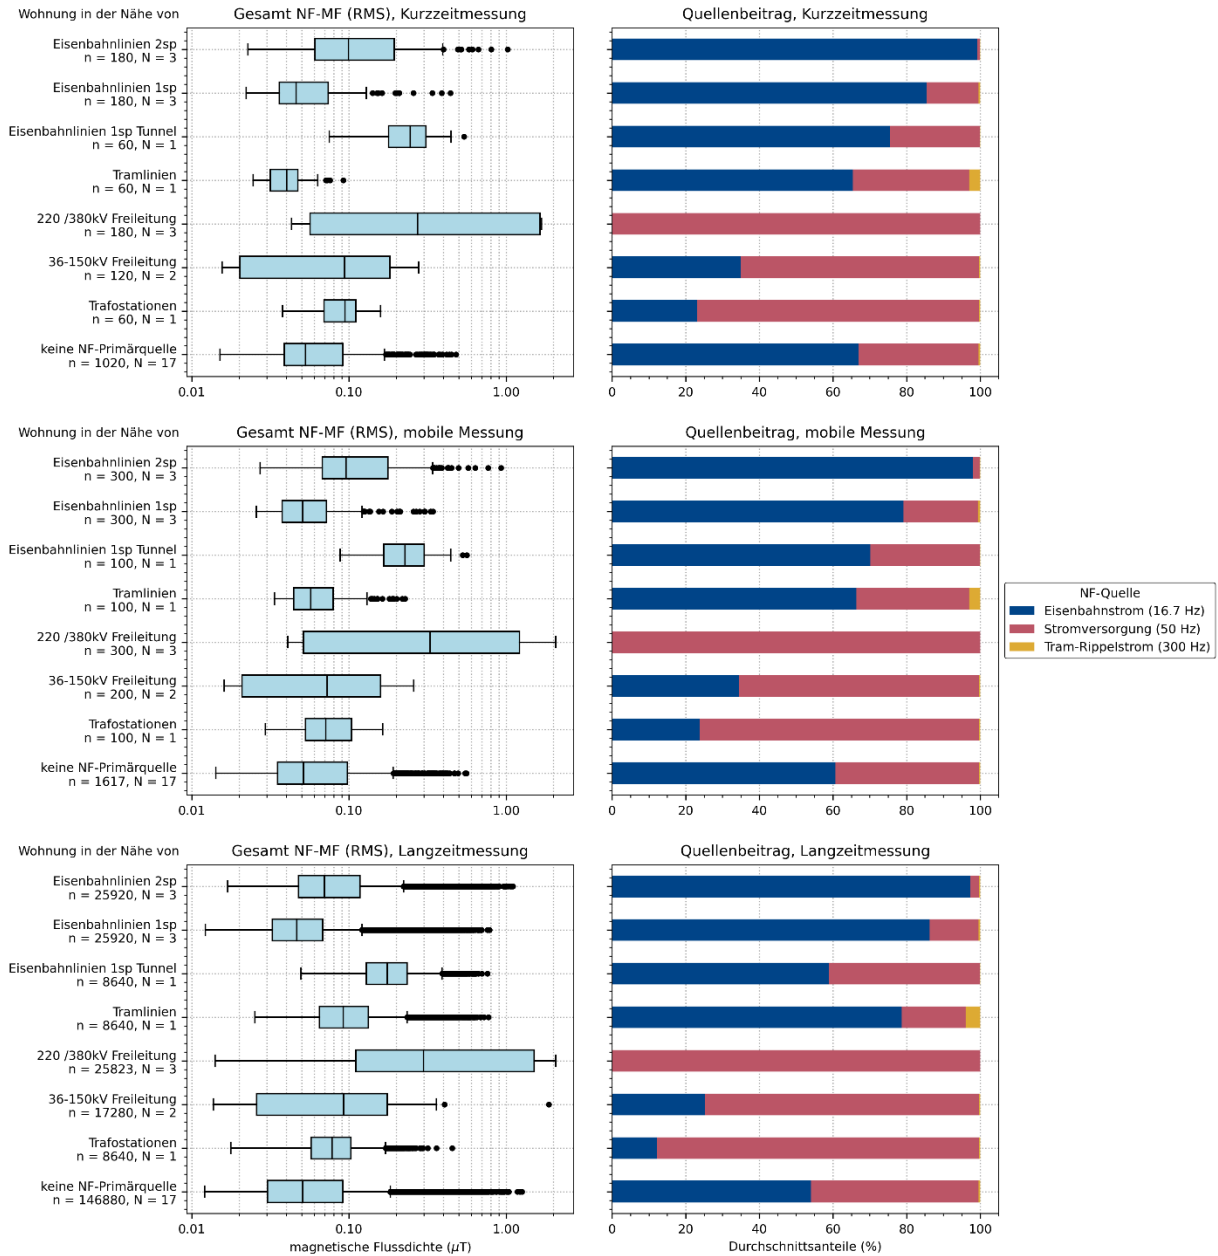 Wohnung in der Nähe von
Gesamt NF-MF (RMS), Kurzzeitmessung
Quellenbeitrag, Kurzzeitmessung
Eisenbahnlinien 2sp
n = 180, N = 3
Eisenbahnlinien 1sp
n = 180, N = 3
Eisenbahnlinien 1sp Tunnel
n = 60, N = 1
Tramlinien
n = 60, N = 1
220 /380kV Freileitung
n = 180, N = 3
36-150kV Freileitung
n = 120, N = 2
Trafostationen
n = 60, N = 1
keine NF-Primärquelle
n = 1020, N = 17
0.01 0.10 1.00
0 20 40 60 80 100
Wohnung in der Nähe von
Gesamt NF-MF (RMS), mobile Messung
Quellenbeitrag, mobile Messung
Eisenbahnlinien 2sp
n = 300, N = 3
Eisenbahnlinien 1sp
n = 300, N = 3
Eisenbahnlinien 1sp Tunnel
n = 100, N = 1
Tramlinien
n = 100, N = 1
220 /380kV Freileitung
n = 300, N = 3
36-150kV Freileitung
n = 200, N = 2
Trafostationen
n = 100, N = 1
keine NF-Primärquelle
n = 1617, N = 17
0.01 0.10 1.00
0 20 40 60 80 100
NF-Quelle
Eisenbahnstrom (16.7 Hz)
Stromversorgung (50 Hz)
Tram-Rippelstrom (300 Hz)
Wohnung in der Nähe von
Gesamt NF-MF (RMS), Langzeitmessung
Quellenbeitrag, Langzeitmessung
Eisenbahnlinien 2sp
n = 25920, N = 3
Eisenbahnlinien 1sp
n = 25920, N = 3
Eisenbahnlinien 1sp Tunnel
n = 8640, N = 1
Tramlinien
n = 8640, N = 1
220 /380kV Freileitung
n = 25823, N = 3
36-150kV Freileitung
n = 17280, N = 2
Trafostationen
n = 8640, N = 1
keine NF-Primärquelle
n = 146880, N = 17
0.01 0.10 1.00
0 20 40 60 80 100
magnetische Flussdichte (μT)
Durchschnittsanteile (%)